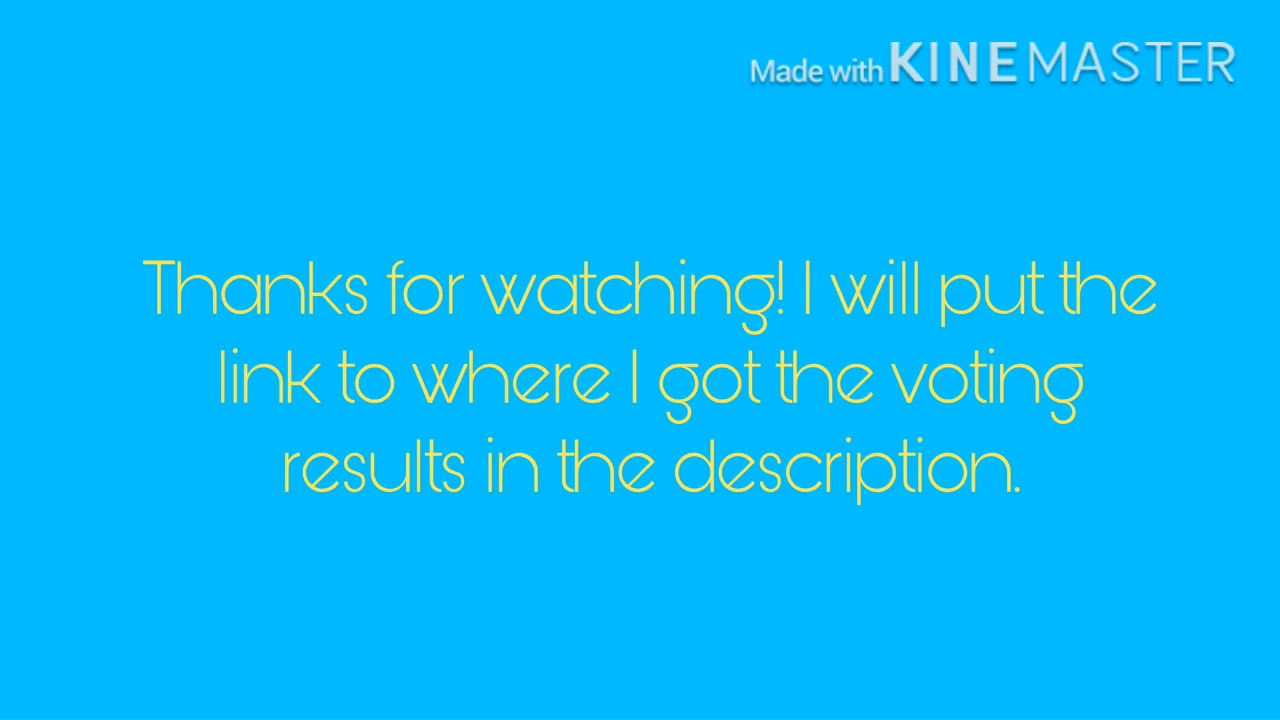 Made with KINEMASTER
Thanks for watching! I will put the
link to where I got the voting
results in the description.